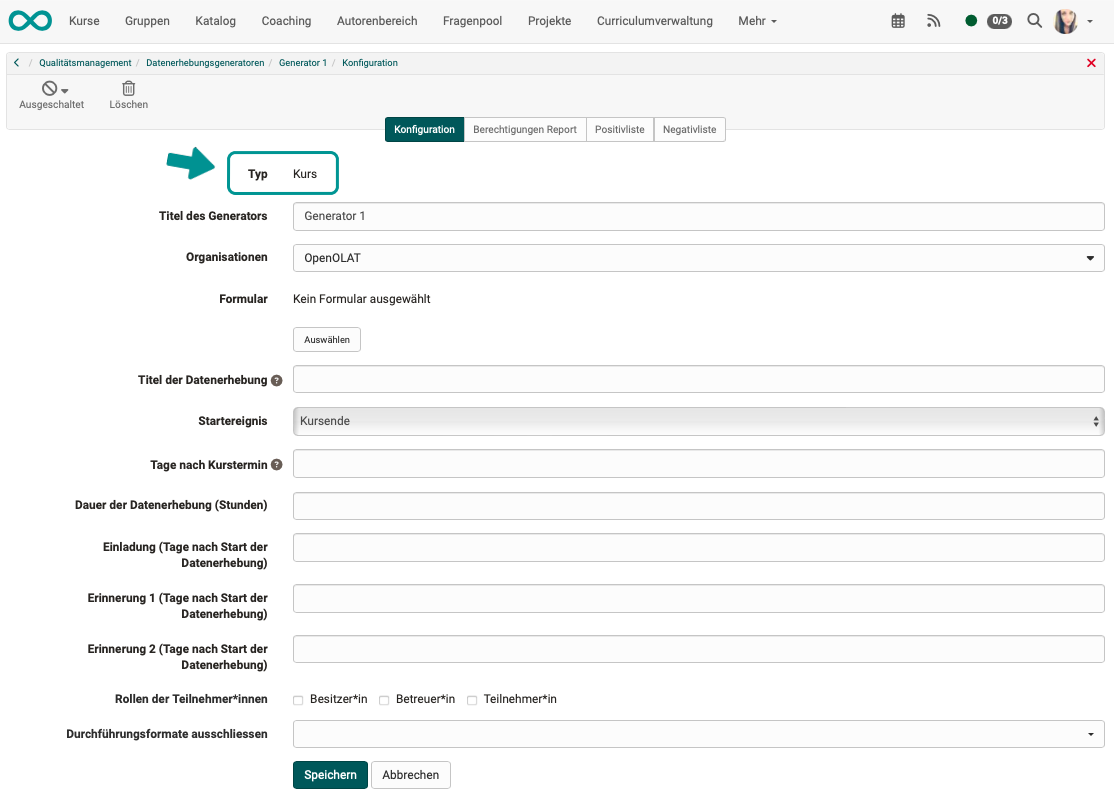 Kurse Gruppen Katalog Coaching Autorenbereich Fragenpool Projekte Curriculumverwaltung Mehr 0/3
/ Qualitätsmanagement / Datenerhebungsgeneratoren / Generator 1 / Konfiguration
Ausgeschaltet Löschen
Konfiguration Berechtigungen Report Positivliste Negativliste
Typ Kurs
Titel des Generators Generator 1
Organisationen OpenOLAT
Formular Kein Formular ausgewählt
Auswählen
Titel der Datenerhebung ?
Startereignis Kursende
Tage nach Kurstermin ?
Dauer der Datenerhebung (Stunden)
Einladung (Tage nach Start der
Datenerhebung)
Erinnerung 1 (Tage nach Start der
Datenerhebung)
Erinnerung 2 (Tage nach Start der
Datenerhebung)
Rollen der Teilnehmer*innen Besitzer*in Betreuer*in Teilnehmer*in
Durchführungsformate ausschliessen
Speichern Abbrechen